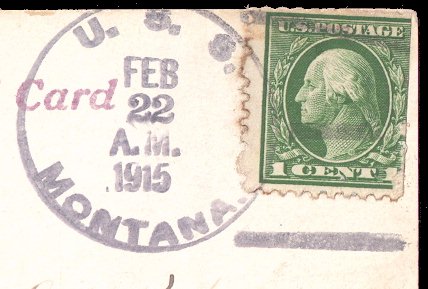 U. S. S.
Card
FEB
22
A.M.
1915
MONTANA.
U.S. POSTAGE
1 CENT 1